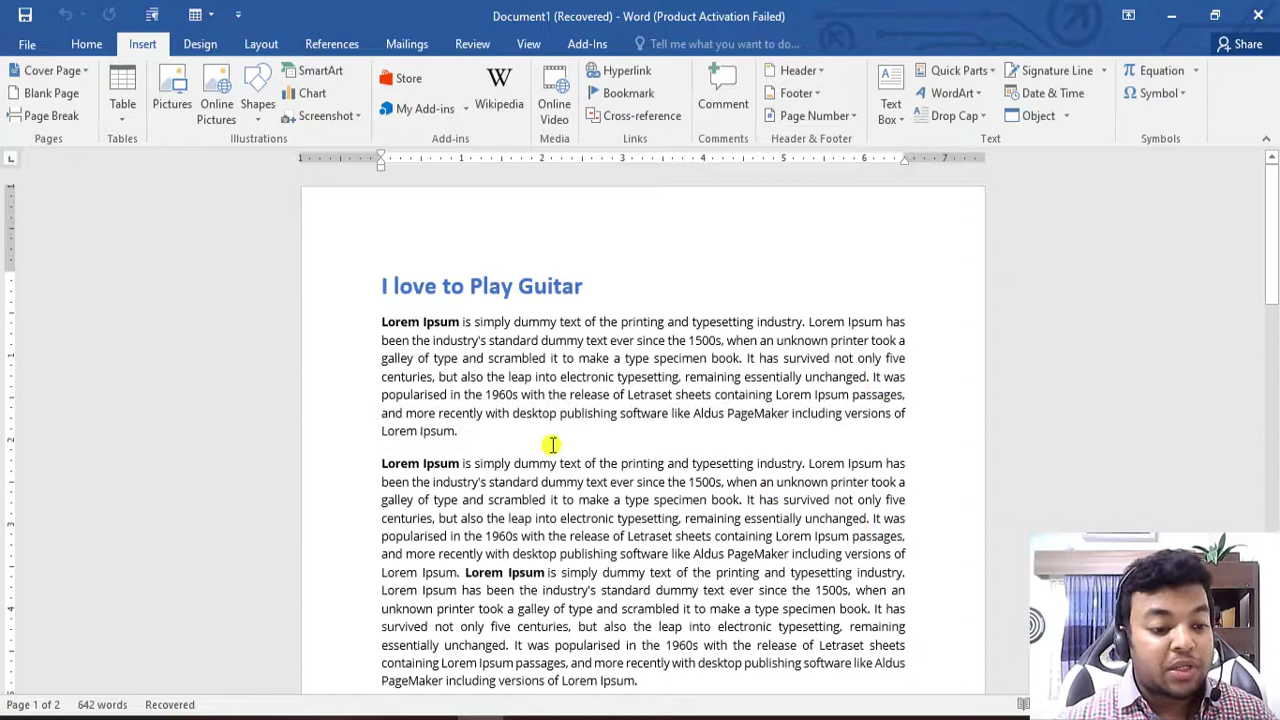 Document1 (Recovered) - Word (Product Activation Failed)
File Home Insert Design Layout References Mailings Review View Add-Ins Tell me what you want to do... Share
Cover Page
Blank Page
Page Break
Pages
Table
Tables
Pictures
Online
Pictures
Shapes
SmartArt
Chart
Screenshot
Illustrations
Store
My Add-ins
W
Wikipedia
Add-ins
Online
Video
Media
Hyperlink
Bookmark
Cross-reference
Links
Comment
Comments
Header
Footer
Page Number
Header & Footer
Text
Box
Quick Parts
WordArt
Drop Cap
Signature Line
Date & Time
Object
Text
Equation
Symbol
Symbols
1 1 2 3 4 5 6 7
1
2
3
4
I love to Play Guitar
Lorem Ipsum is simply dummy text of the printing and typesetting industry. Lorem Ipsum has
been the industry's standard dummy text ever since the 1500s, when an unknown printer took a
galley of type and scrambled it to make a type specimen book. It has survived not only five
centuries, but also the leap into electronic typesetting, remaining essentially unchanged. It was
popularised in the 1960s with the release of Letraset sheets containing Lorem Ipsum passages,
and more recently with desktop publishing software like Aldus PageMaker including versions of
Lorem Ipsum.
Lorem Ipsum is simply dummy text of the printing and typesetting industry. Lorem Ipsum has
been the industry's standard dummy text ever since the 1500s, when an unknown printer took a
galley of type and scrambled it to make a type specimen book. It has survived not only five
centuries, but also the leap into electronic typesetting, remaining essentially unchanged. It was
popularised in the 1960s with the release of Letraset sheets containing Lorem Ipsum passages,
and more recently with desktop publishing software like Aldus PageMaker including versions of
Lorem Ipsum. Lorem Ipsum is simply dummy text of the printing and typesetting industry.
Lorem Ipsum has been the industry's standard dummy text ever since the 1500s, when an
unknown printer took a galley of type and scrambled it to make a type specimen book. It has
survived not only five centuries, but also the leap into electronic typesetting, remaining
essentially unchanged. It was popularised in the 1960s with the release of Letraset sheets
containing Lorem Ipsum passages, and more recently with desktop publishing software like Aldus
PageMaker including versions of Lorem Ipsum.
Page 1 of 2 642 words Recovered